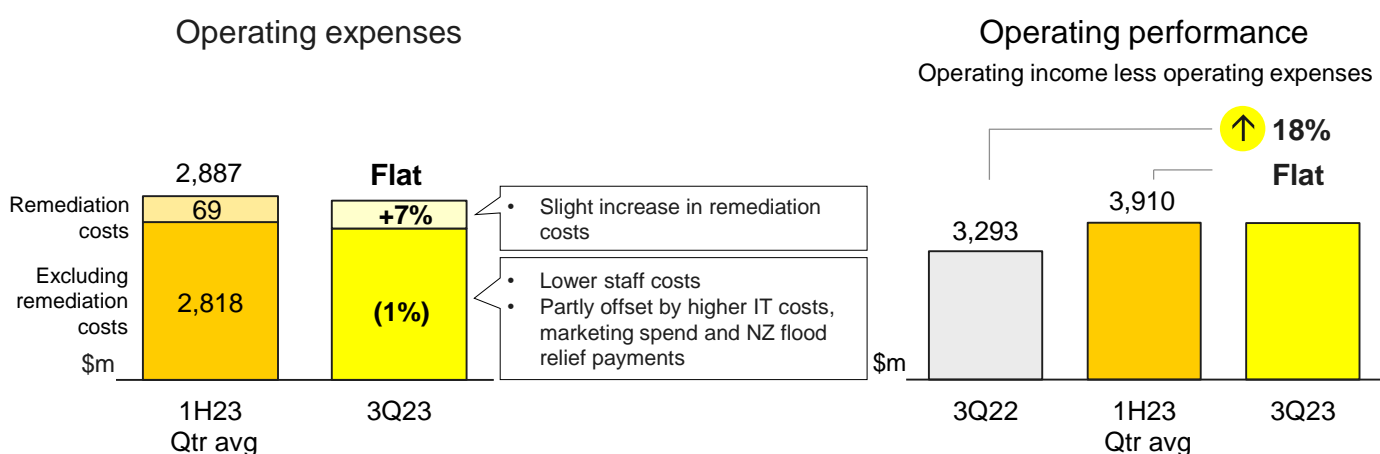 Operating expenses
2,887
Flat
Remediation
costs
69
+7%
• Slight increase in remediation
costs
Excluding
remediation
costs
2,818
(1%)
• Lower staff costs
• Partly offset by higher IT costs,
marketing spend and NZ flood
relief payments
$m
1H23
Qtr avg
3Q23
Operating performance
Operating income less operating expenses
↑ 18%
Flat
3,293
3,910
$m
3Q22
1H23
Qtr avg
3Q23